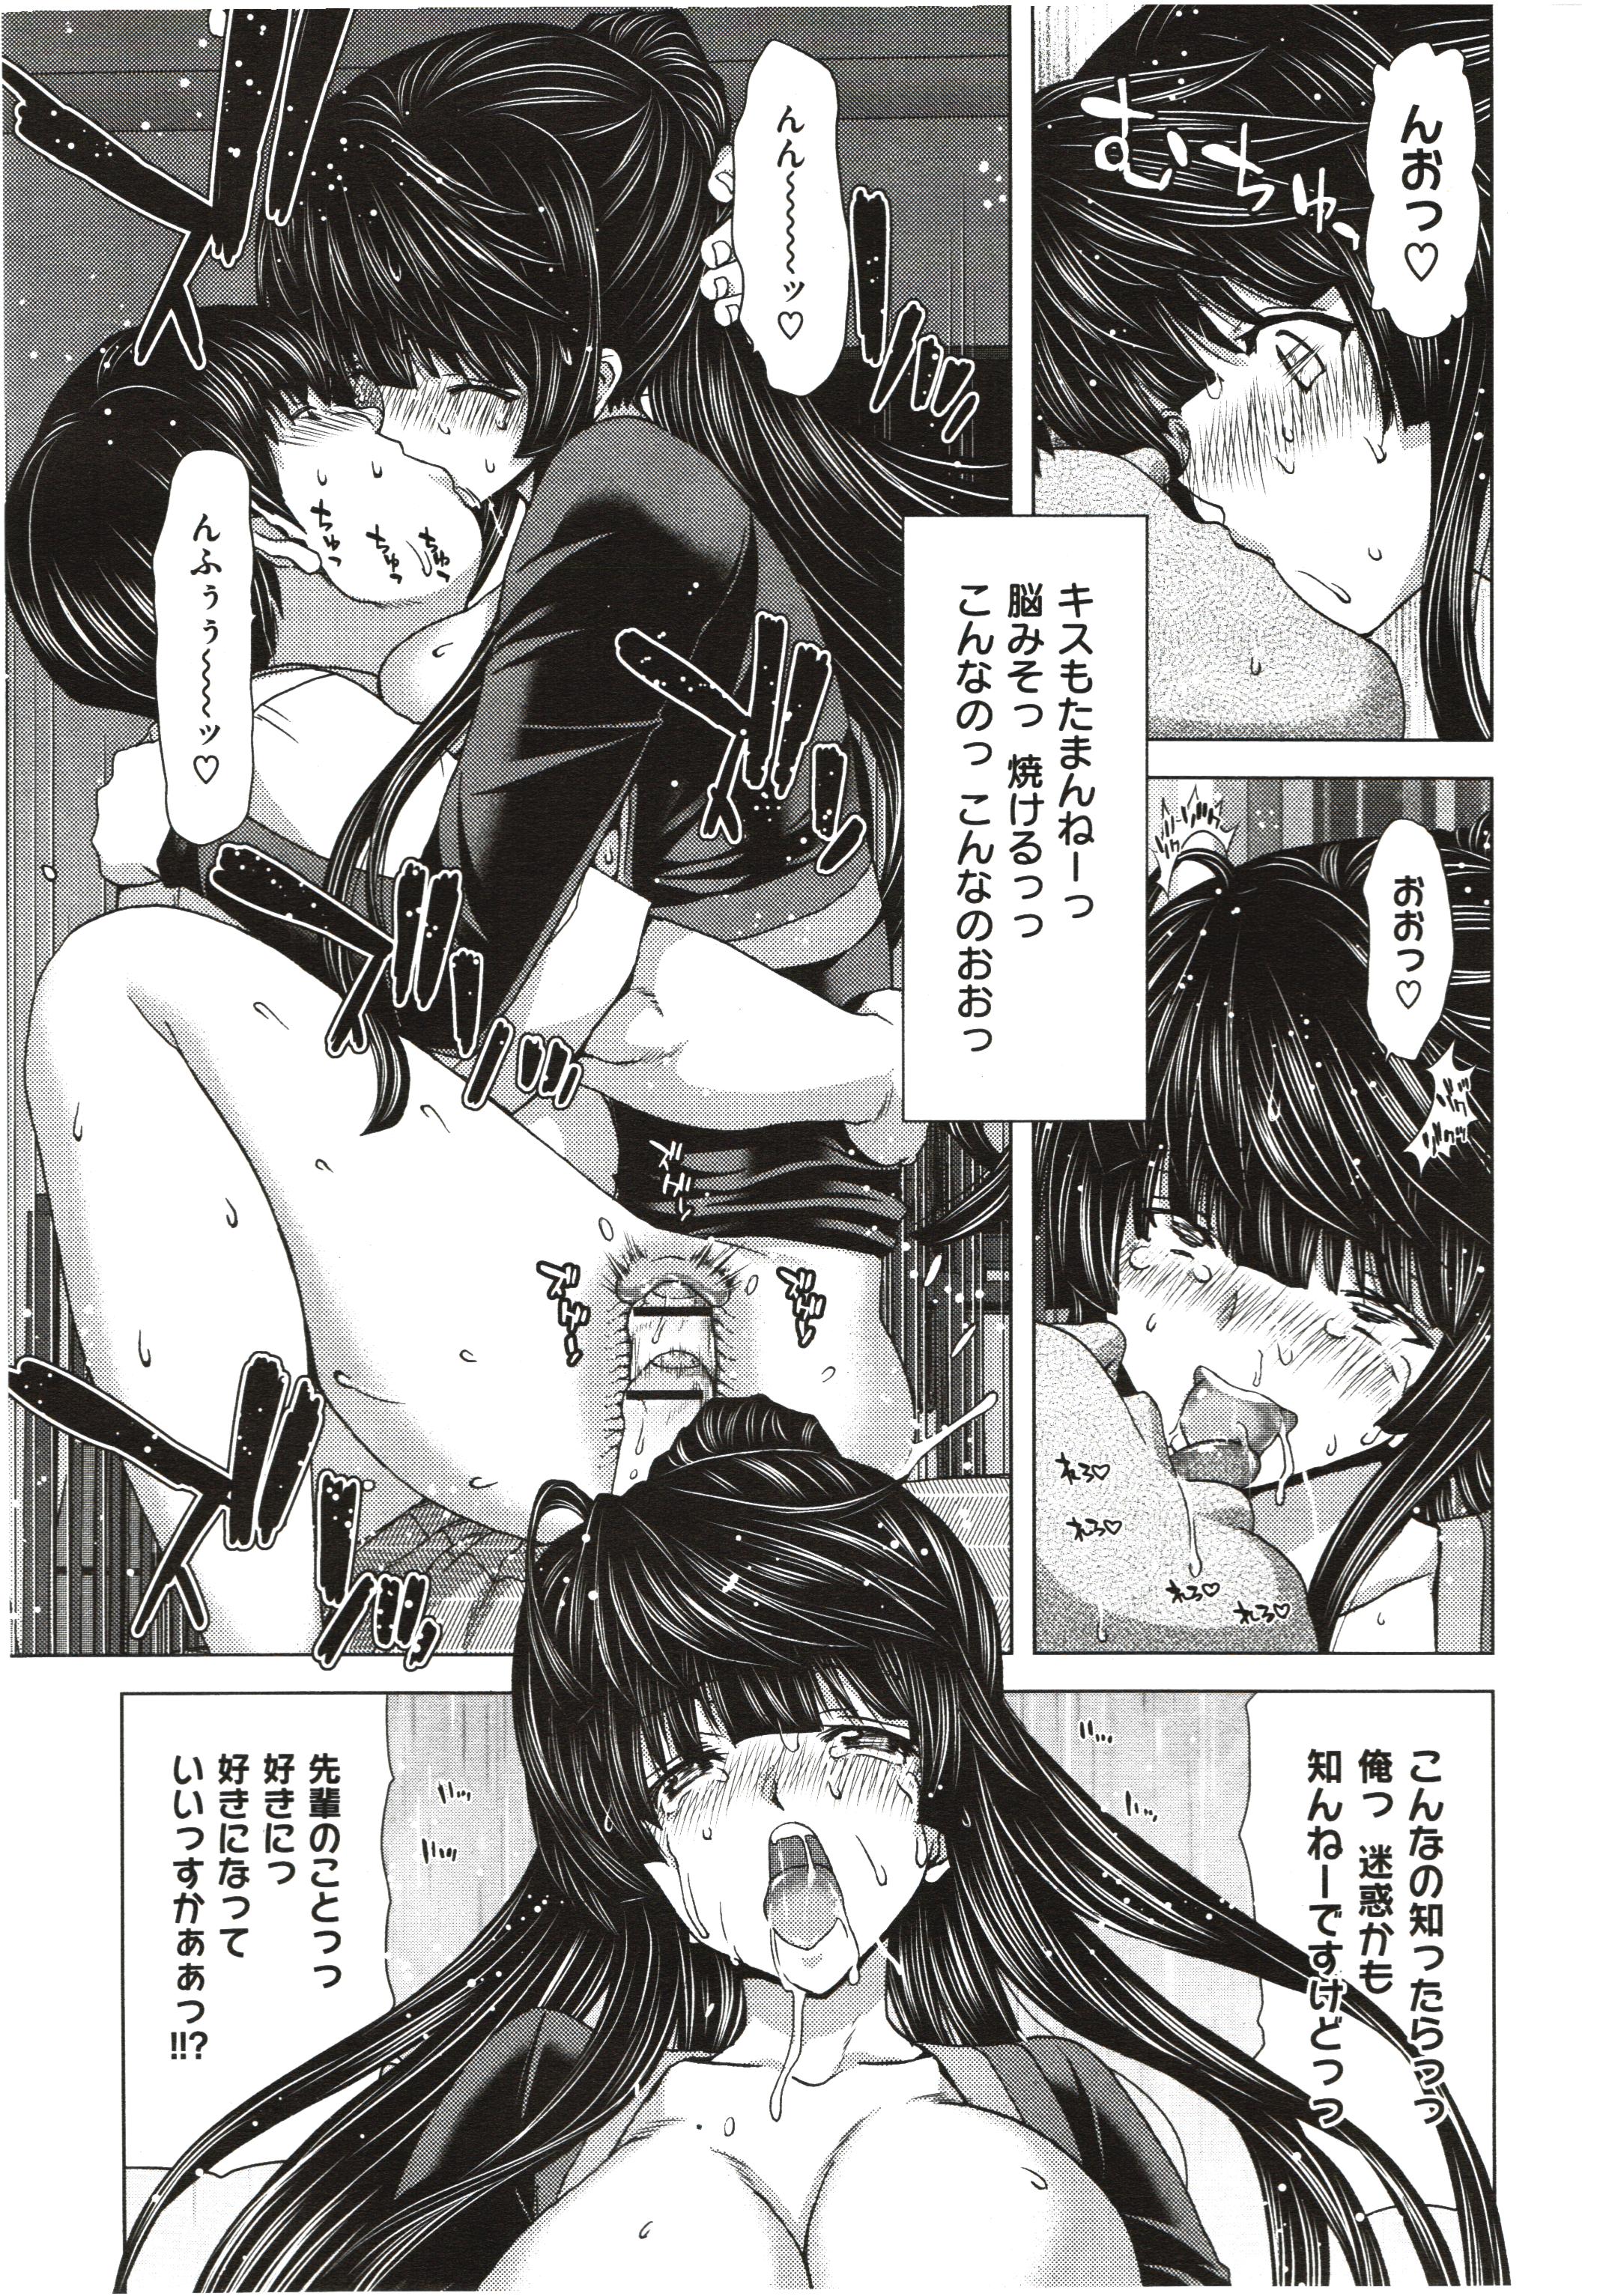 んおっ♡
むちゅっ
んん~~~~ッ♡
ちゅっ
ちゅっ
ちゅっ
んふぅぅ~~~ッ♡
キスもたまんねーっ
脳みそっ 焼けるっっ
こんなのっ こんなのおおっ
おおっ♡
れろ♡
れろ♡
れろ♡
れろ♡
こんなの知ったらっっ
俺っ 迷惑かも
知んねーですけどっっ
先輩のことっっ
好きにっ
好きになって
いいっすかぁぁっ!!?